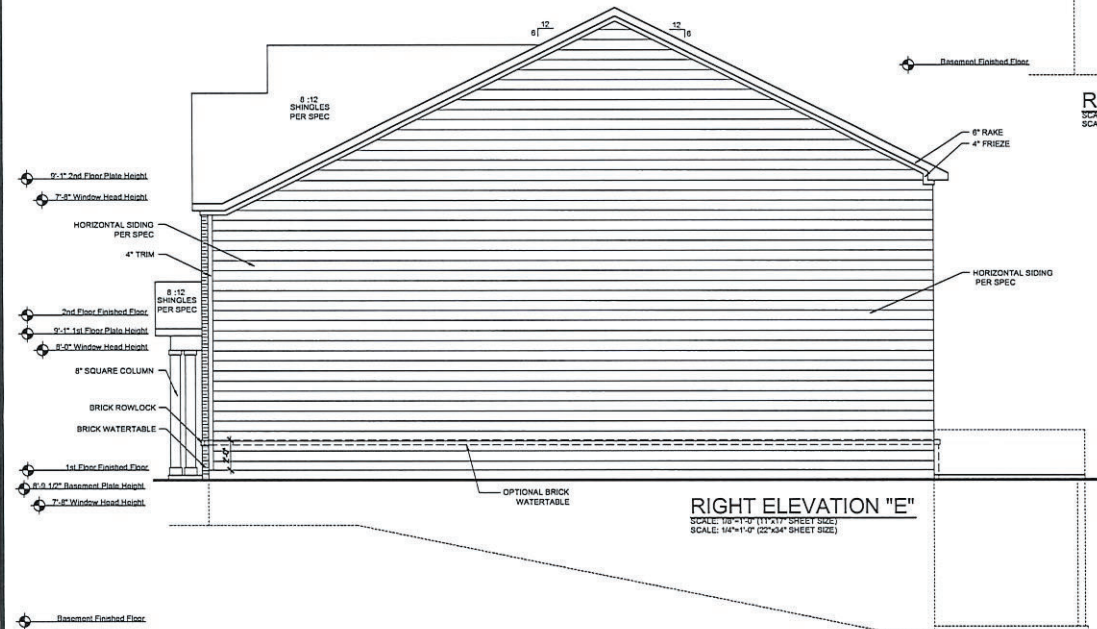 12
6
12
6
Basement Finished Floor
R
SCA
SCA
8 :12
SHINGLES
PER SPEC
6" RAKE
4" FRIEZE
9'-1" 2nd Floor Plate Height
7'-8" Window Head Height
HORIZONTAL SIDING
PER SPEC
4" TRIM
HORIZONTAL SIDING
PER SPEC
8 :12
SHINGLES
PER SPEC
2nd Floor Finished Floor
9'-1" 1st Floor Plate Height
8'-0" Window Head Height
8" SQUARE COLUMN
BRICK ROWLOCK
BRICK WATERTABLE
2'-0"
1st Floor Finished Floor
8'-9 1/2" Basement Plate Height
7'-8" Window Head Height
OPTIONAL BRICK
WATERTABLE
RIGHT ELEVATION "E"
SCALE: 1/8"=1'-0" (11"x17" SHEET SIZE)
SCALE: 1/4"=1'-0" (22"x34" SHEET SIZE)
Basement Finished Floor